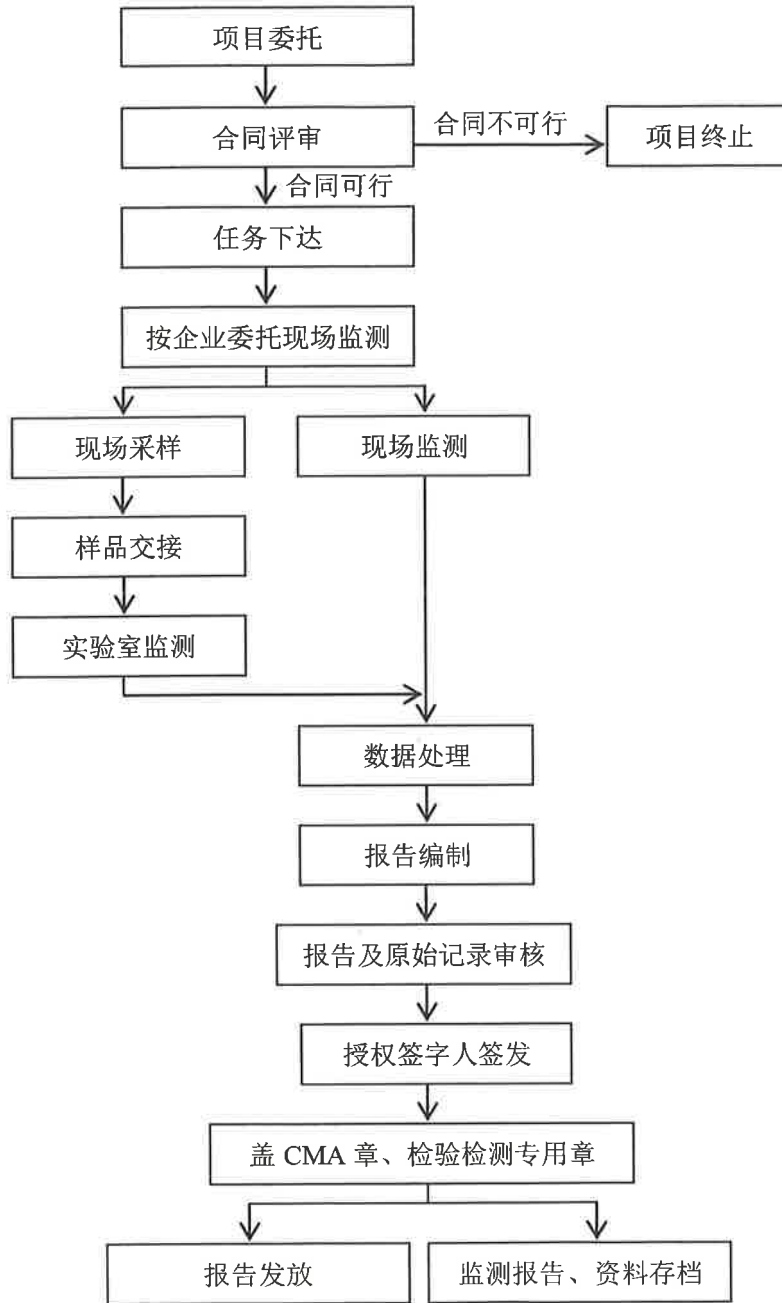 项目委托
合同评审
合同不可行
项目终止
合同可行
任务下达
按企业委托现场监测
现场采样
现场监测
样品交接
实验室监测
数据处理
报告编制
报告及原始记录审核
授权签字人签发
盖 CMA 章、检验检测专用章
报告发放
监测报告、资料存档